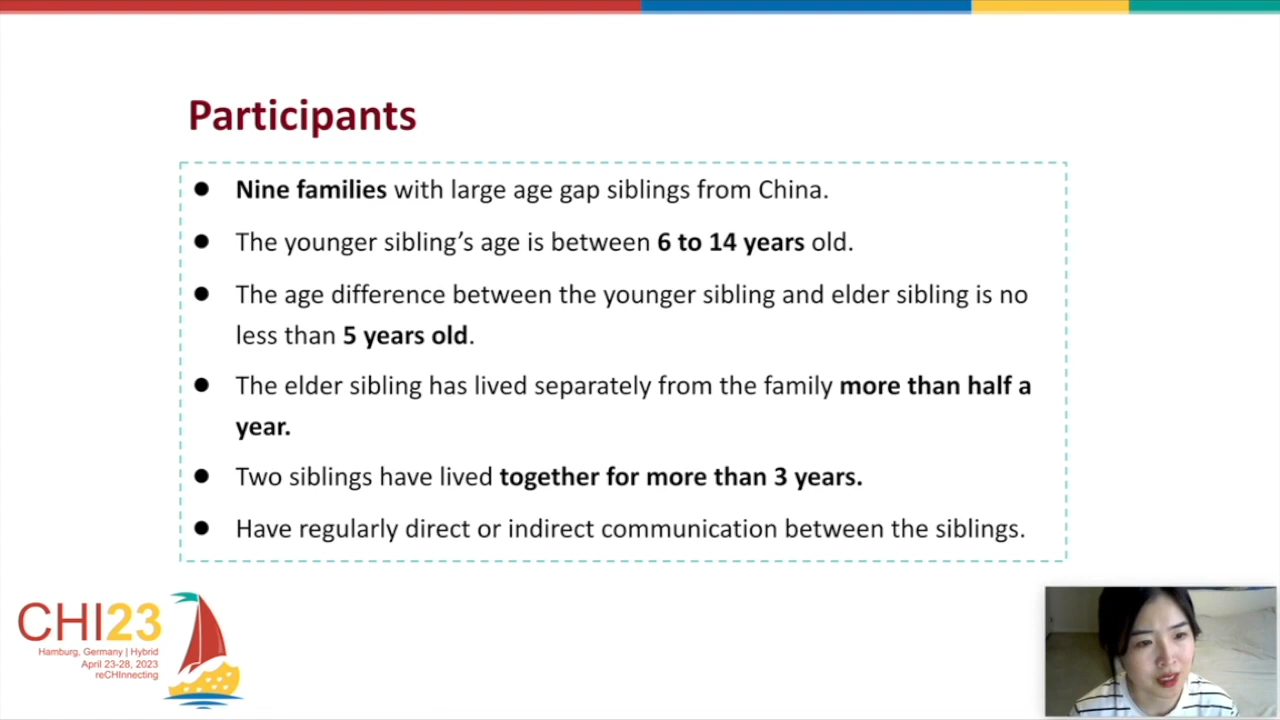 Participants
● Nine families with large age gap siblings from China.
● The younger sibling’s age is between 6 to 14 years old.
● The age difference between the younger sibling and elder sibling is no
less than 5 years old.
● The elder sibling has lived separately from the family more than half a
year.
● Two siblings have lived together for more than 3 years.
● Have regularly direct or indirect communication between the siblings.
CHI23
Hamburg, Germany | Hybrid
April 23-28, 2023
reCHInnecting